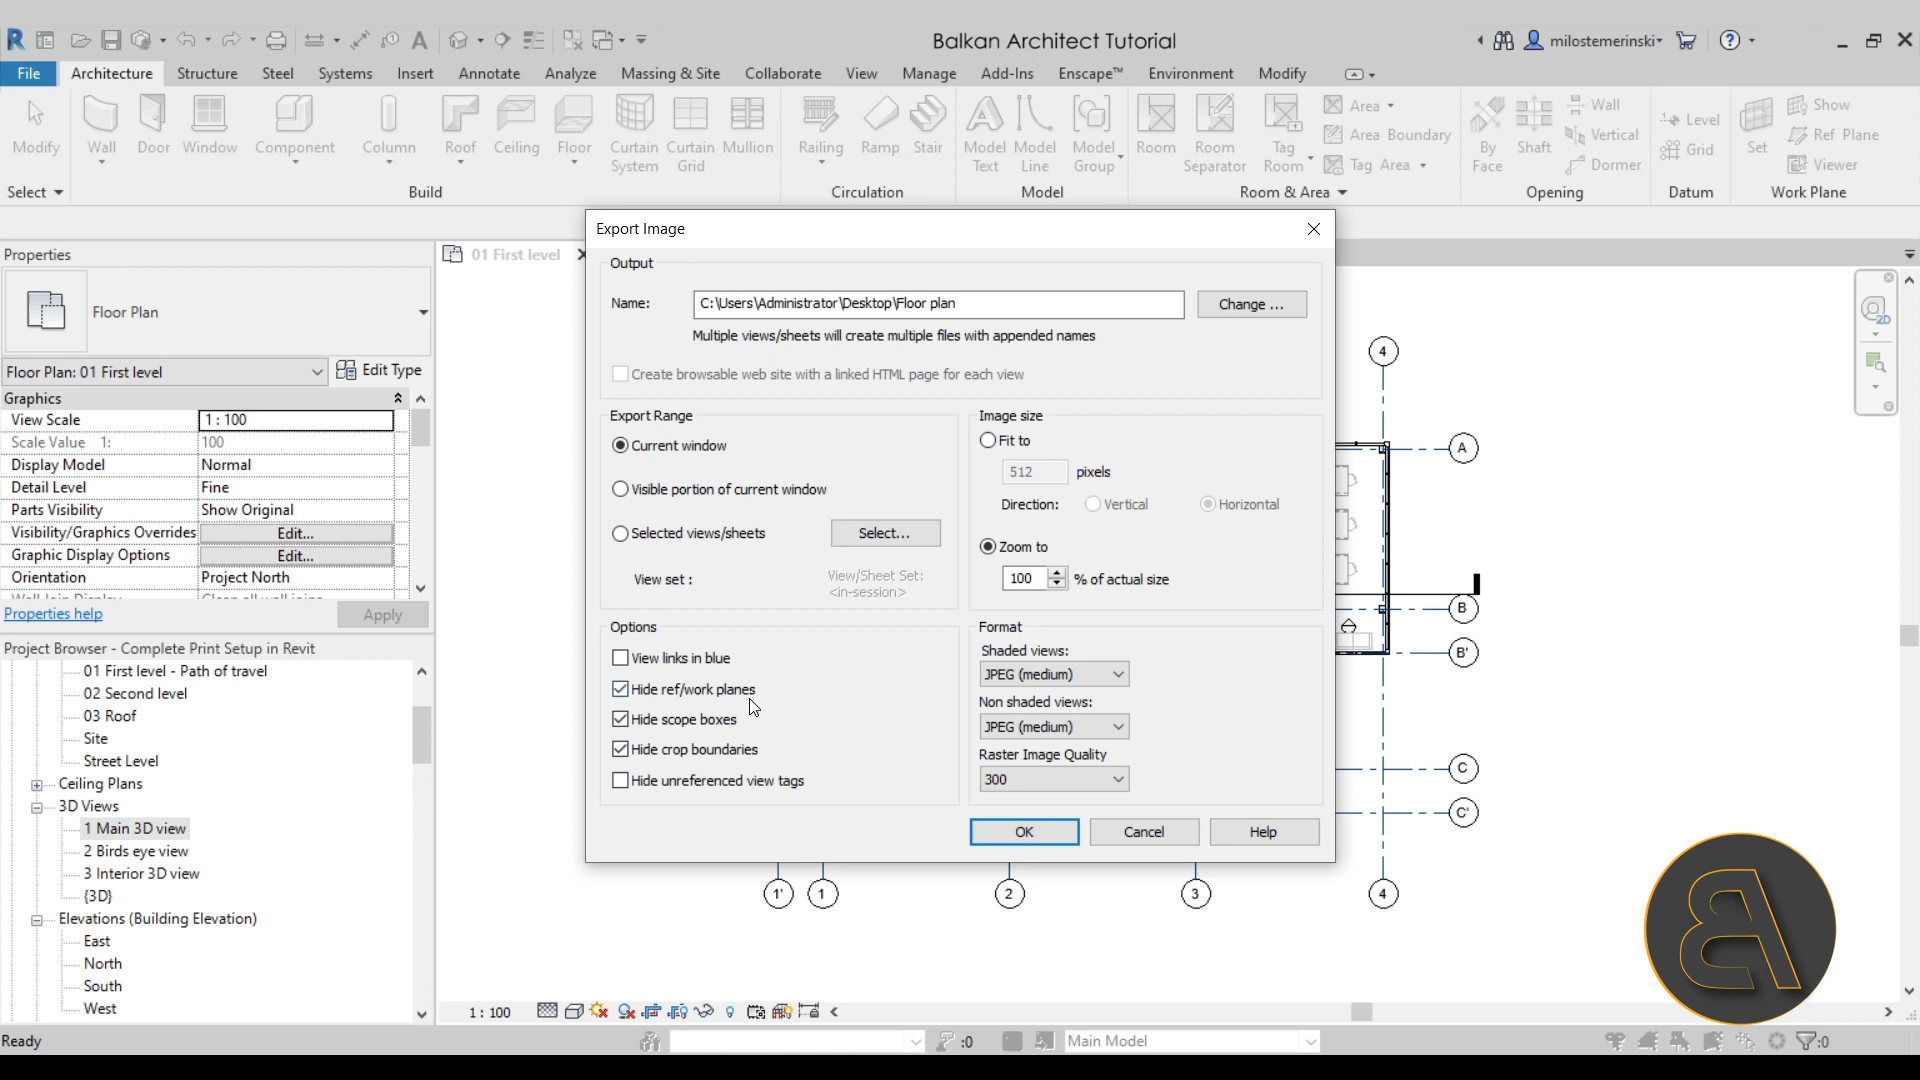 Balkan Architect Tutorial
milostemerinski
File Architecture Structure Steel Systems Insert Annotate Analyze Massing & Site Collaborate View Manage Add-Ins Enscape™ Environment Modify
Modify
Wall Door Window Component Column Roof Ceiling Floor Curtain System Curtain Grid Mullion
Railing Ramp Stair
Model Text Model Line Model Group
Room Room Separator Tag Room
Area
Area Boundary
Tag Area
By Face Shaft
Wall
Vertical
Dormer
Level
Grid
Set
Show
Ref Plane
Viewer
Select Build Circulation Model Room & Area Opening Datum Work Plane
Properties
Floor Plan
Floor Plan: 01 First level Edit Type
Graphics
View Scale 1 : 100
Scale Value 1: 100
Display Model Normal
Detail Level Fine
Parts Visibility Show Original
Visibility/Graphics Overrides Edit...
Graphic Display Options Edit...
Orientation Project North
Wall Join Display Clean all wall joins
Properties help Apply
Project Browser - Complete Print Setup in Revit
01 First level - Path of travel
02 Second level
03 Roof
Site
Street Level
Ceiling Plans
3D Views
1 Main 3D view
2 Birds eye view
3 Interior 3D view
{3D}
Elevations (Building Elevation)
East
North
South
West
01 First level
Export Image
Output
Name: C:\Users\Administrator\Desktop\Floor plan Change ...
Multiple views/sheets will create multiple files with appended names
Create browsable web site with a linked HTML page for each view
Export Range
Current window
Visible portion of current window
Selected views/sheets Select...
View set : View/Sheet Set:
<in-session>
Image size
Fit to
512 pixels
Direction: Vertical Horizontal
Zoom to
100 % of actual size
Options
View links in blue
Hide ref/work planes
Hide scope boxes
Hide crop boundaries
Hide unreferenced view tags
Format
Shaded views:
JPEG (medium)
Non shaded views:
JPEG (medium)
Raster Image Quality
300
OK Cancel Help
4
A
B
B'
C
C'
1' 1 2 3 4
2D
1 : 100
Ready
:0
Main Model
:0